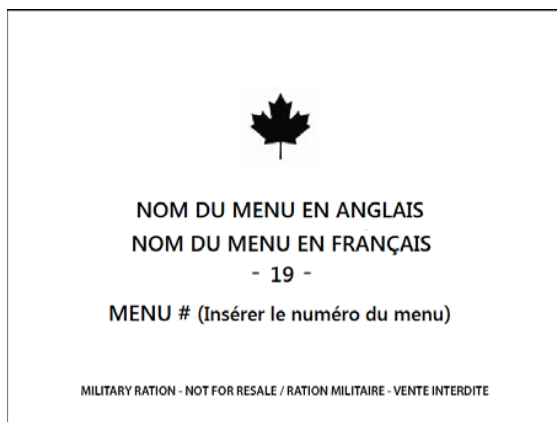 NOM DU MENU EN ANGLAIS
NOM DU MENU EN FRANÇAIS
- 19 -
MENU # (Insérer le numéro du menu)
MILITARY RATION - NOT FOR RESALE / RATION MILITAIRE - VENTE INTERDITE